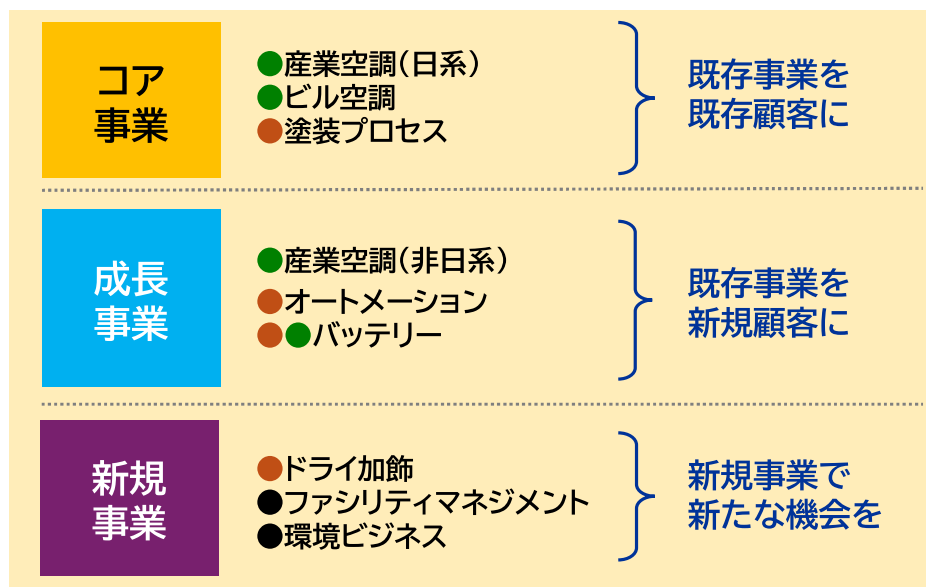 コア
事業
●産業空調（日系）
●ビル空調
●塗装プロセス
既存事業を
既存顧客に
成長
事業
●産業空調（非日系）
●オートメーション
●●バッテリー
既存事業を
新規顧客に
新規
事業
●ドライ加飾
●ファシリティマネジメント
●環境ビジネス
新規事業で
新たな機会を